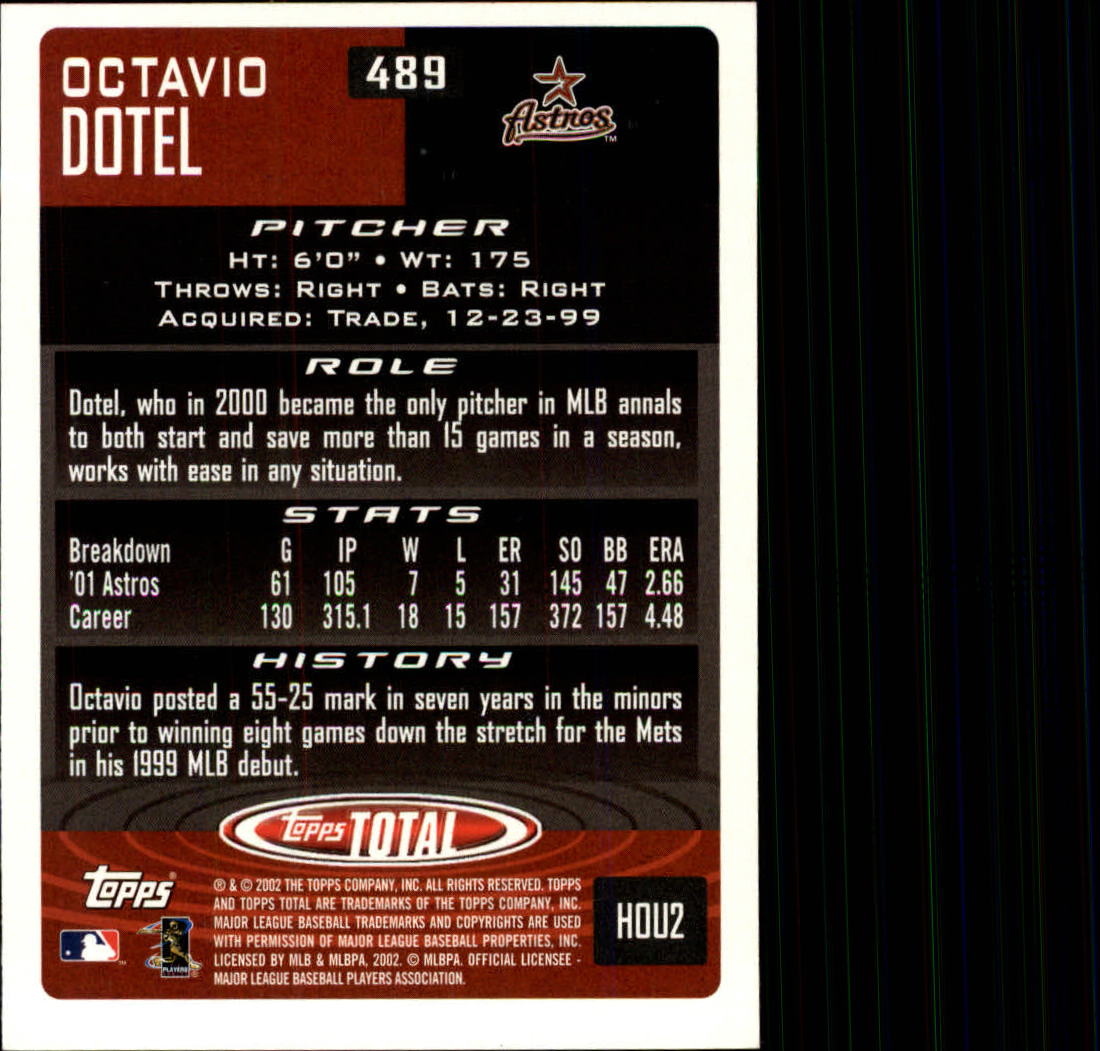 OCTAVIO
DOTEL
489
Astros
TM
PITCHER
HT: 6'0" • WT: 175
THROWS: RIGHT • BATS: RIGHT
ACQUIRED: TRADE, 12-23-99
ROLE
Dotel, who in 2000 became the only pitcher in MLB annals
to both start and save more than 15 games in a season,
works with ease in any situation.
STATS
Breakdown G IP W L ER SO BB ERA
'01 Astros 61 105 7 5 31 145 47 2.66
Career 130 315.1 18 15 157 372 157 4.48
HISTORY
Octavio posted a 55-25 mark in seven years in the minors
prior to winning eight games down the stretch for the Mets
in his 1999 MLB debut.
Topps TOTAL
Topps
® & © 2002 THE TOPPS COMPANY, INC. ALL RIGHTS RESERVED. TOPPS
AND TOPPS TOTAL ARE TRADEMARKS OF THE TOPPS COMPANY, INC.
MAJOR LEAGUE BASEBALL TRADEMARKS AND COPYRIGHTS ARE USED
WITH PERMISSION OF MAJOR LEAGUE BASEBALL PROPERTIES, INC.
LICENSED BY MLB & MLBPA, 2002. © MLBPA. OFFICIAL LICENSEE -
MAJOR LEAGUE BASEBALL PLAYERS ASSOCIATION.
PLAYERS
HOU2